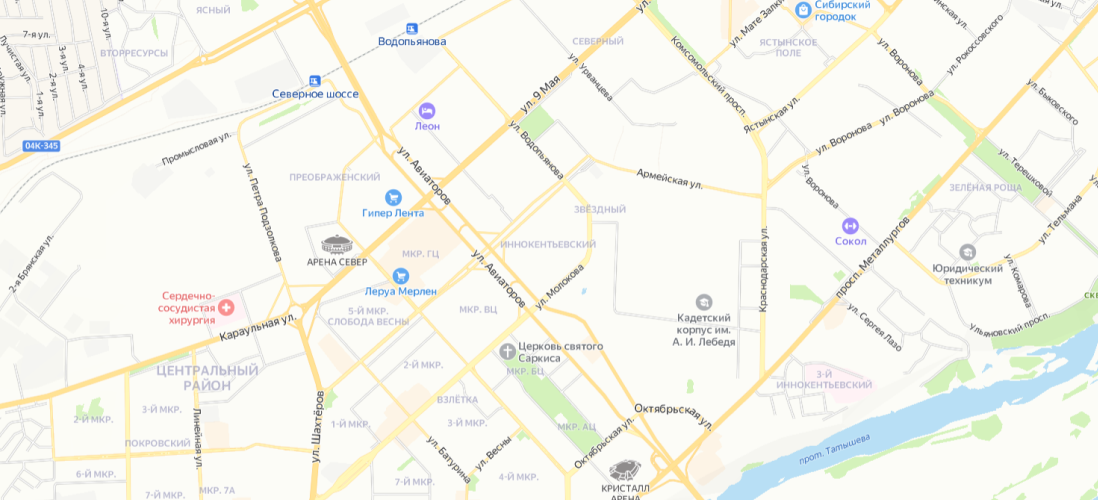 ЯСНЫЙ
7-я ул.
10-я ул.
Лучистая ул.
3-я ул.
2-я ул.
1-я ул.
ВТОРРЕСУРСЫ
Водопьянова
Северное шоссе
04К-345
Промысловая ул.
Леон
ул. 9 Мая
СЕВЕРНЫЙ
ул. Урванцева
Комсомольский просп.
ул. Мате Залки
Сибирский
городок
ЯСТЫНСКОЕ
ПОЛЕ
Ястынская ул.
ул. Воронова
ул. Рокоссовского
ул. Быковского
ул. Воронова
ул. Воронова
ул. Воронова
ул. Терешковой
ЗЕЛЁНАЯ РОЩА
ул. Тельмана
ул. Водопьянова
ул. Авиаторов
Армейская ул.
ул. Петра Подзолкова
ПРЕОБРАЖЕНСКИЙ
Гипер Лента
ЗВЁЗДНЫЙ
ИННОКЕНТЬЕВСКИЙ
АРЕНА СЕВЕР
МКР. ГЦ
Леруа Мерлен
ул. Авиаторов
ул. Молокова
Сокол
просп. Металлургов
Юридический
техникум
ул. Комарова
Краснодарская ул.
2-я Брянская ул.
Сердечно-
сосудистая
хирургия
Караульная ул.
5-Й МКР.
СЛОБОДА ВЕСНЫ
МКР. ВЦ
Кадетский
корпус им.
А. И. Лебедя
ул. Сергея Лазо
Ульяновский просп.
Церковь святого
Саркиса
МКР. БЦ
ЦЕНТРАЛЬНЫЙ
РАЙОН
2-Й МКР.
3-Й
ИННОКЕНТЬЕВСКИЙ
ВЗЛЁТКА
2-Й МКР.
3-Й МКР.
Линейная ул.
ул. Шахтёров
1-Й МКР.
3-Й МКР.
МКР. АЦ
Октябрьская ул.
Октябрьская ул.
ПОКРОВСКИЙ
ул. Батурина
ул. Весны
прот. Татышева
6-Й МКР.
4-Й МКР.
7-Й МКР.
МКР. 7А
КРИСТАЛЛ
АРЕНА